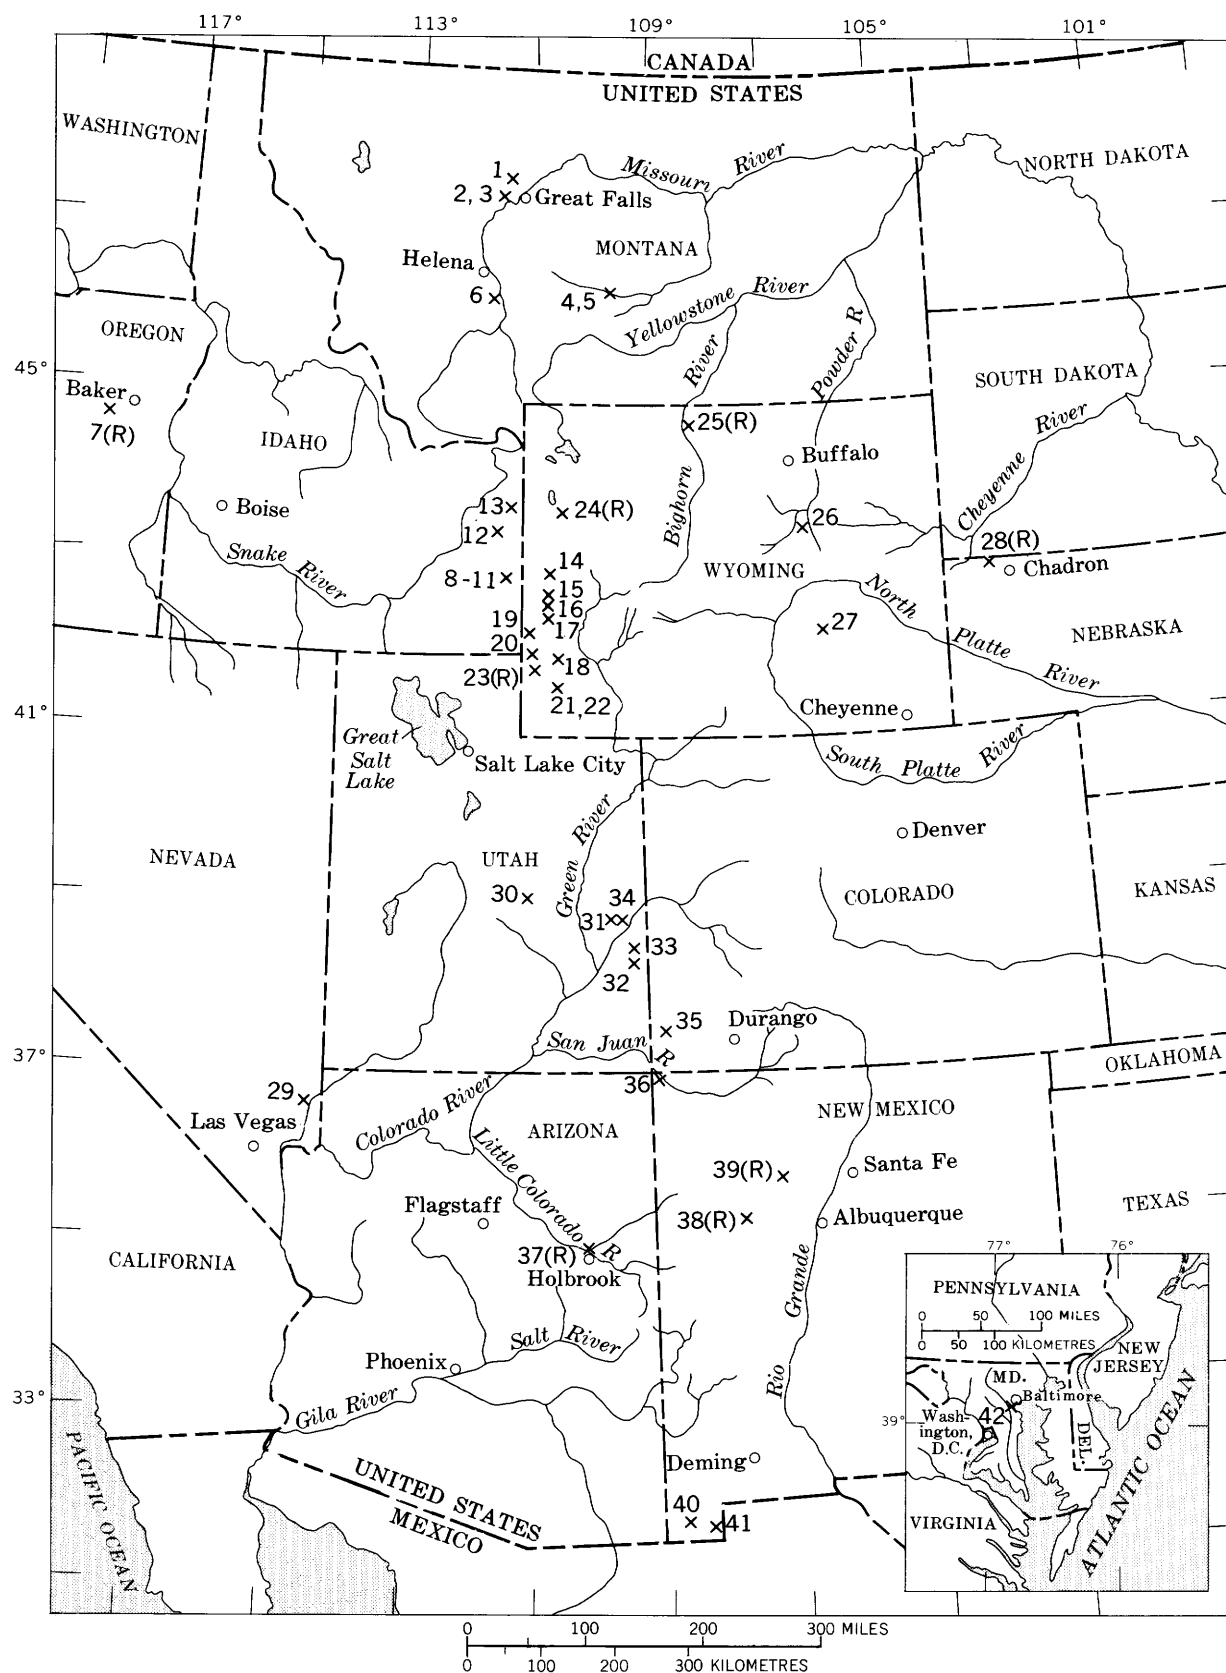 117° 113° 109° 105° 101°
CANADA
UNITED STATES
WASHINGTON
NORTH DAKOTA
Missouri River
1
2, 3
Great Falls
MONTANA
Helena
6
4,5
Yellowstone River
OREGON
River
Powder R
45°
SOUTH DAKOTA
Baker
7(R)
IDAHO
25(R)
Buffalo
Cheyenne River
Boise
13
24(R)
Bighorn
26
12
28(R)
Chadron
Snake River
8-11
14
WYOMING
15
16
North Platte River
19
17
27
NEBRASKA
20
18
23(R)
21,22
41°
Cheyenne
Great
Salt
Lake
Salt Lake City
South Platte River
Green River
Denver
NEVADA
UTAH
30
34
COLORADO
KANSAS
31
33
32
35
Durango
San Juan R
37°
OKLAHOMA
36
29
Las Vegas
Colorado River
ARIZONA
NEW MEXICO
Little Colorado R
39(R)
Santa Fe
Flagstaff
38(R)
Albuquerque
TEXAS
CALIFORNIA
37(R)
Holbrook
Rio Grande
Salt River
Phoenix
33°
Gila River
Deming
PACIFIC OCEAN
UNITED STATES
MEXICO
40
41
77° 76°
PENNSYLVANIA
0 50 100 MILES
0 50 100 KILOMETRES
NEW
JERSEY
MD.
Baltimore
39°
Wash-
ington,
D.C.
42
DEL.
ATLANTIC OCEAN
VIRGINIA
0 100 200 300 MILES
0 100 200 300 KILOMETRES